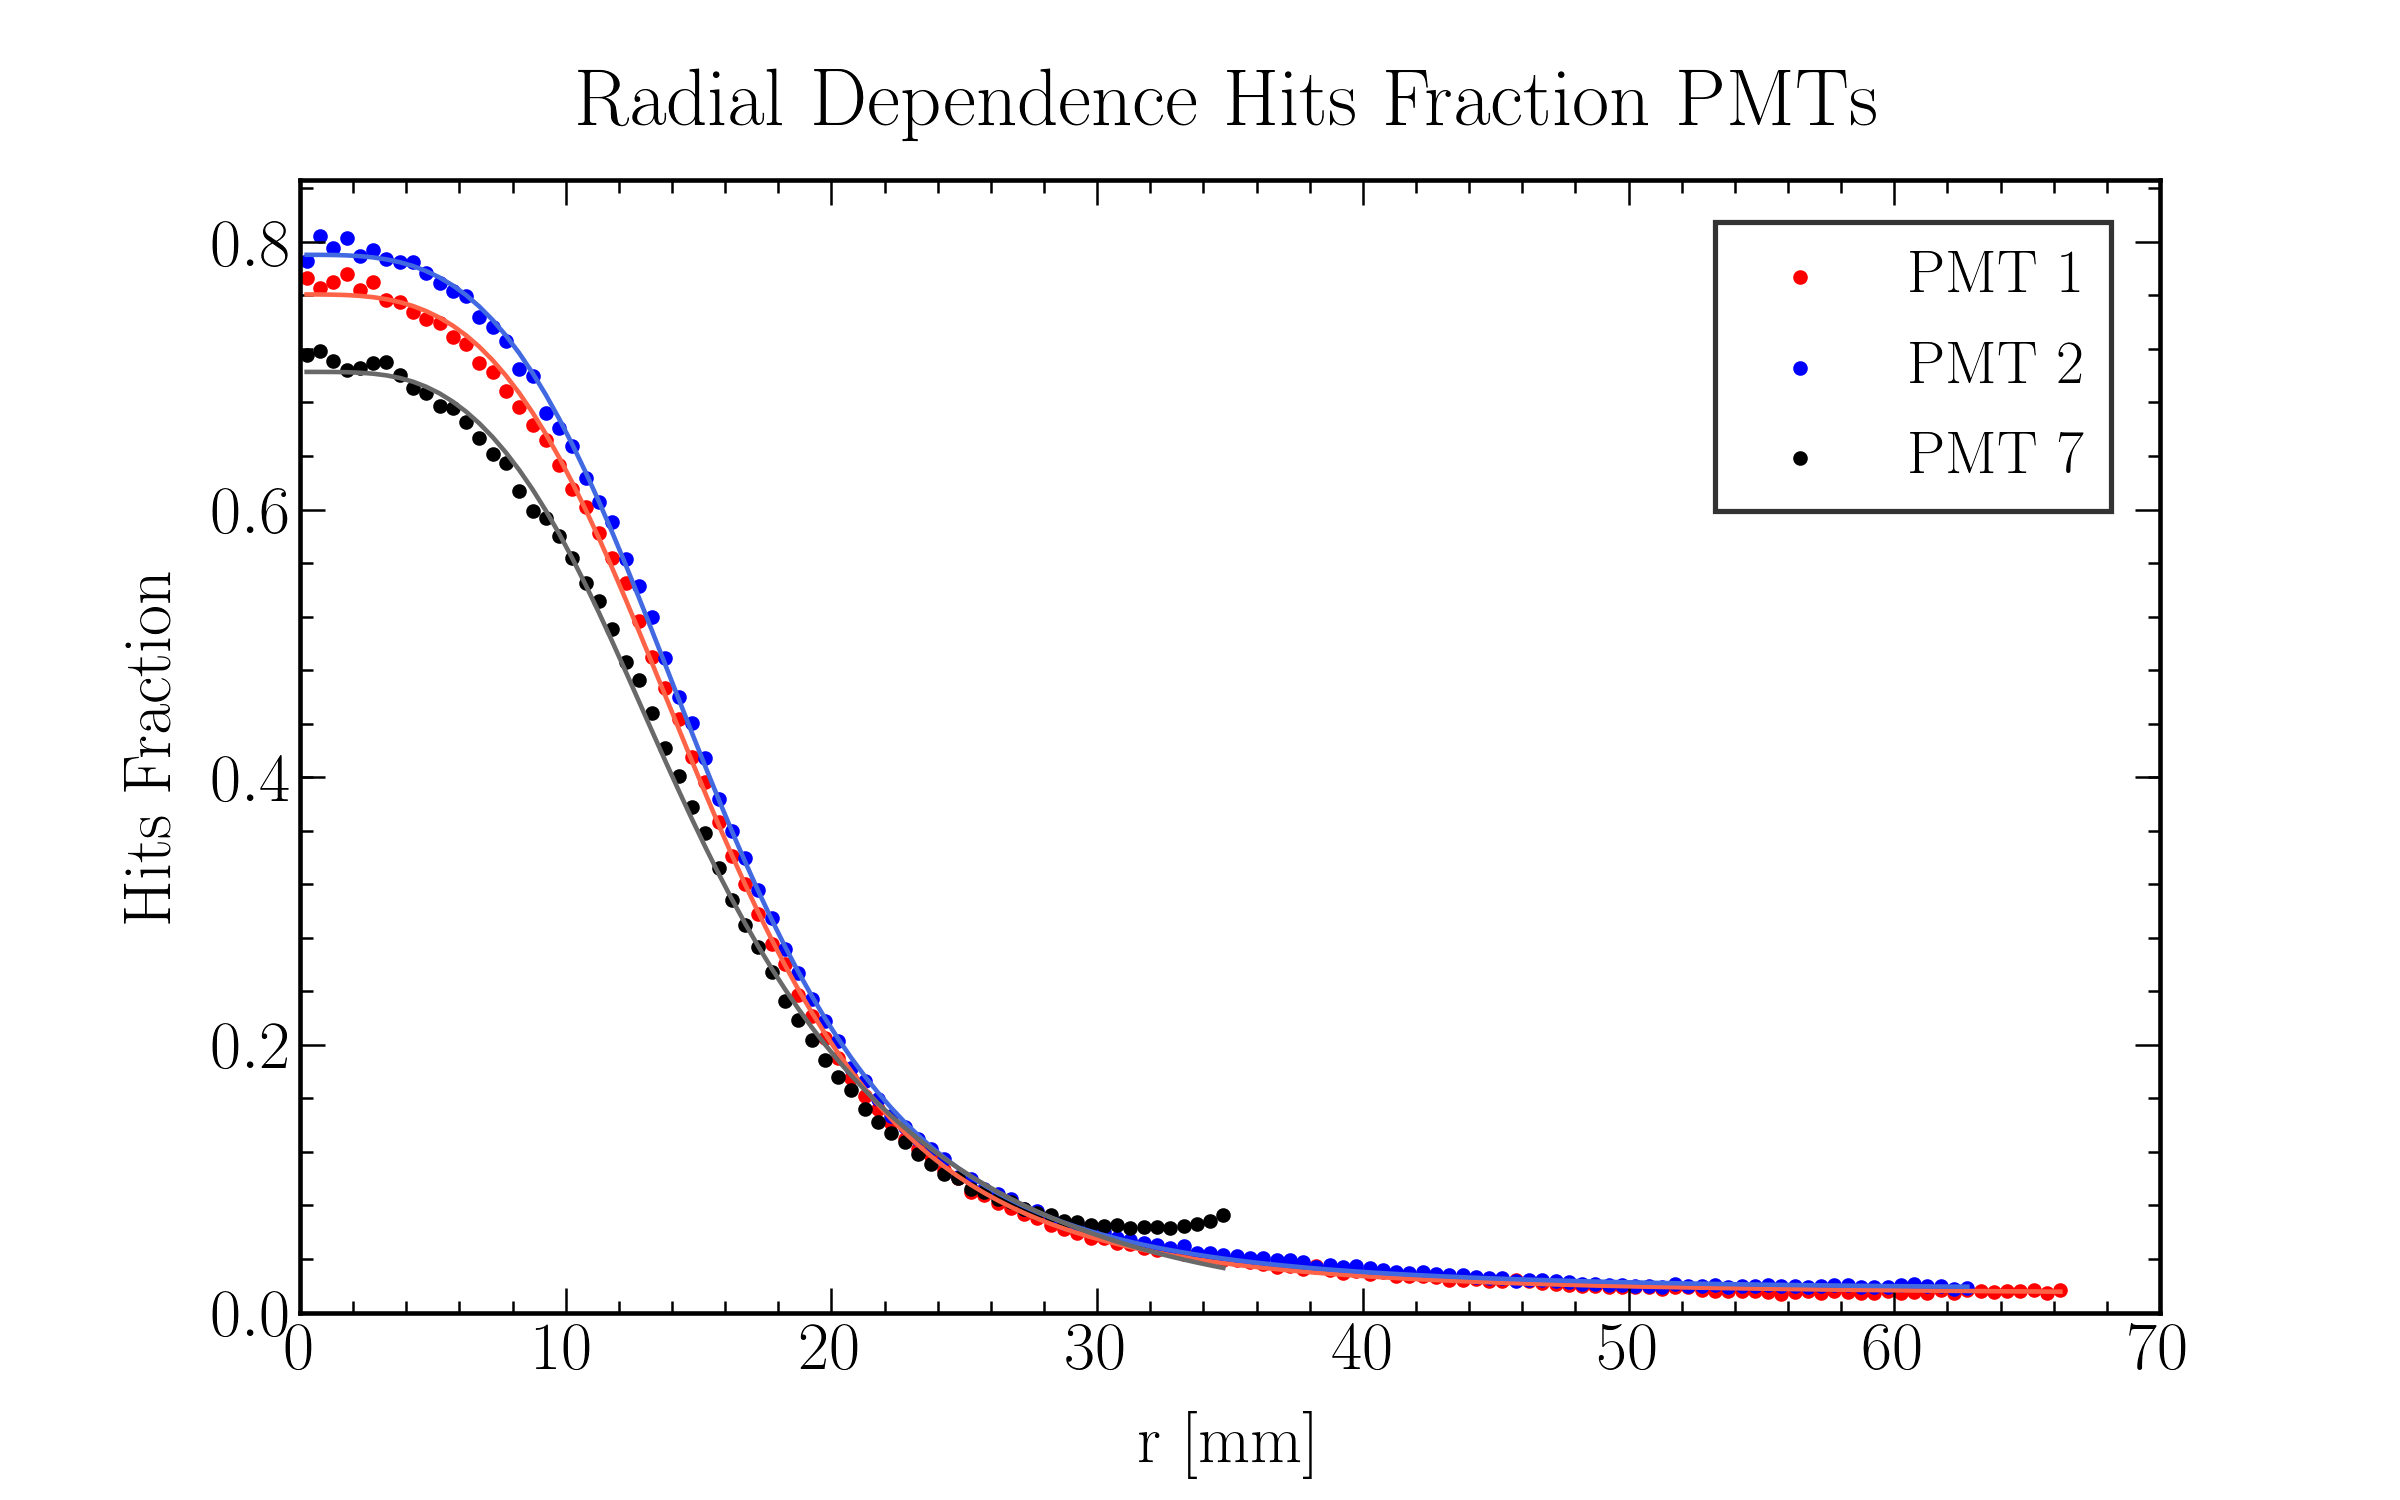 Radial Dependence Hits Fraction PMTs
PMT 1
PMT 2
PMT 7
Hits Fraction
0.8
0.6
0.4
0.2
0.0
0 10 20 30 40 50 60 70
r [mm]